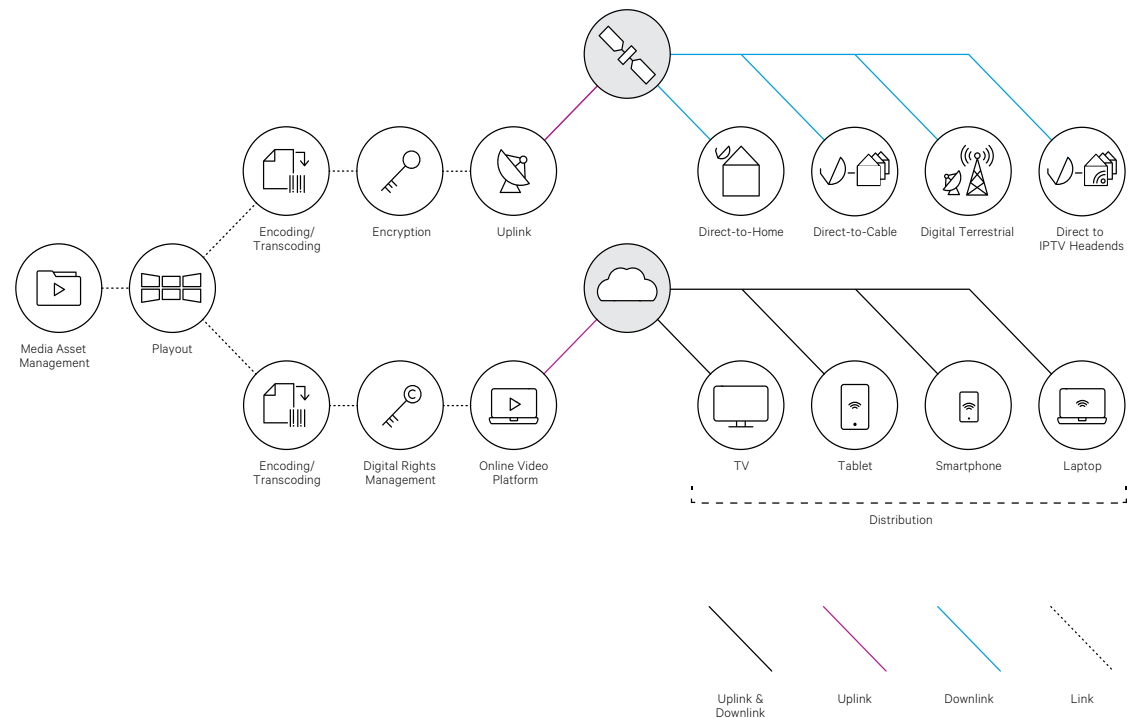 Encoding/
Transcoding
Encryption
Uplink
Direct-to-Home
Direct-to-Cable
Digital Terrestrial
Direct to
IPTV Headends
Media Asset
Management
Playout
C
Encoding/
Transcoding
Digital Rights
Management
Online Video
Platform
TV
Tablet
Smartphone
Laptop
Distribution
Uplink &
Downlink
Uplink
Downlink
Link